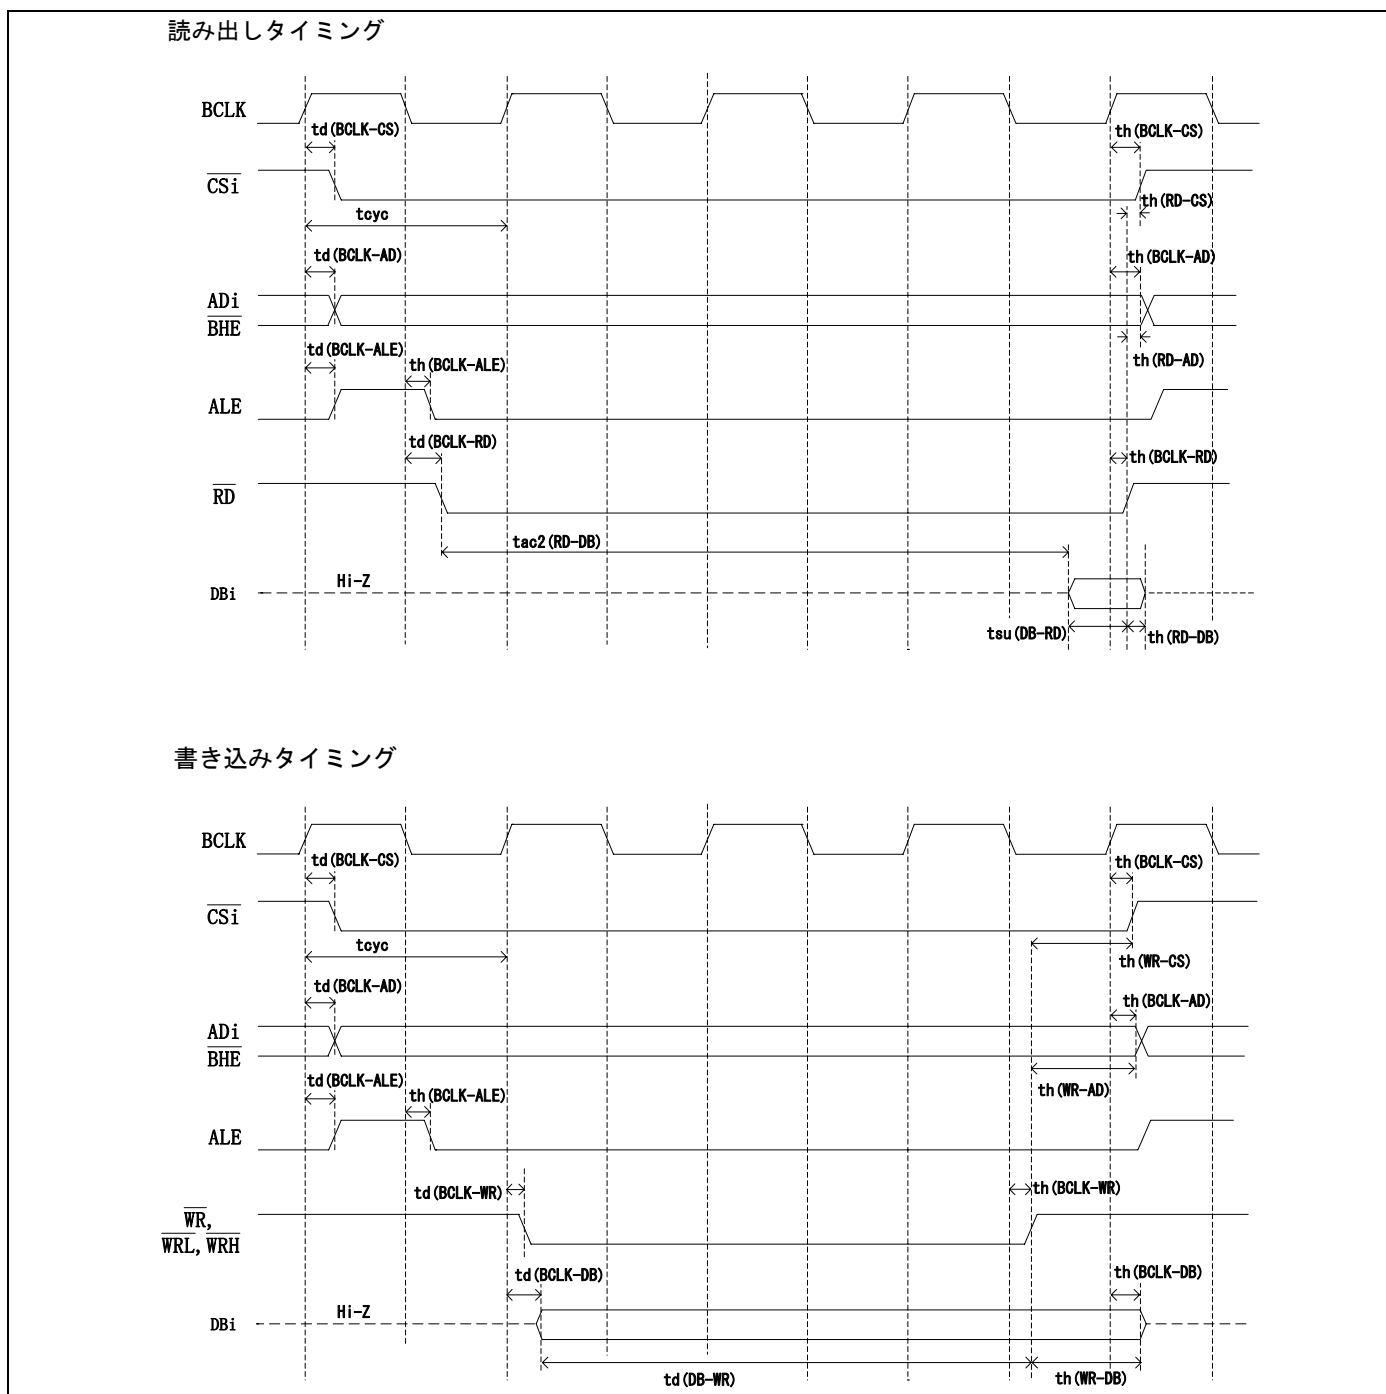 読み出しタイミング
BCLK
td(BCLK-CS)
th(BCLK-CS)
CSi
th(RD-CS)
tcyc
td(BCLK-AD)
th(BCLK-AD)
ADi
BHE
td(BCLK-ALE)
th(BCLK-ALE)
th(RD-AD)
ALE
td(BCLK-RD)
th(BCLK-RD)
RD
tac2(RD-DB)
Hi-Z
DBi
tsu(DB-RD)
th(RD-DB)
書き込みタイミング
BCLK
td(BCLK-CS)
th(BCLK-CS)
CSi
tcyc
th(WR-CS)
td(BCLK-AD)
th(BCLK-AD)
ADi
BHE
td(BCLK-ALE)
th(BCLK-ALE)
th(WR-AD)
ALE
td(BCLK-WR)
th(BCLK-WR)
WR,
WRL, WRH
td(BCLK-DB)
th(BCLK-DB)
Hi-Z
DBi
td(DB-WR)
th(WR-DB)